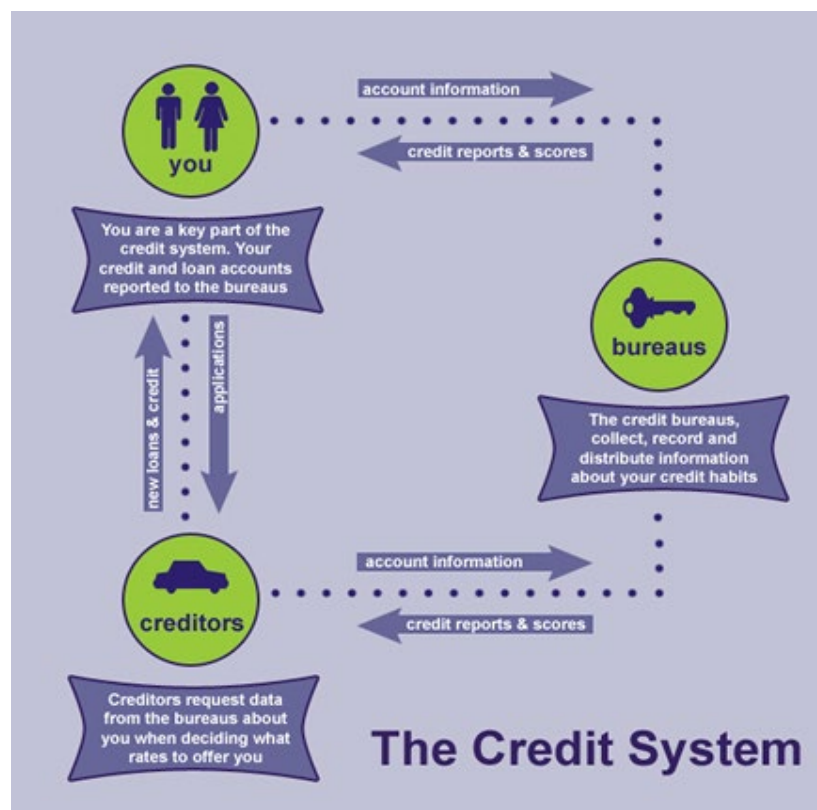 account information
credit reports & scores
you
You are a key part of the
credit system. Your
credit and loan accounts
reported to the bureaus
bureaus
new loans & credit
applications
The credit bureaus,
collect, record and
distribute information
about your credit habits
creditors
account information
credit reports & scores
Creditors request data
from the bureaus about
you when deciding what
rates to offer you
The Credit System